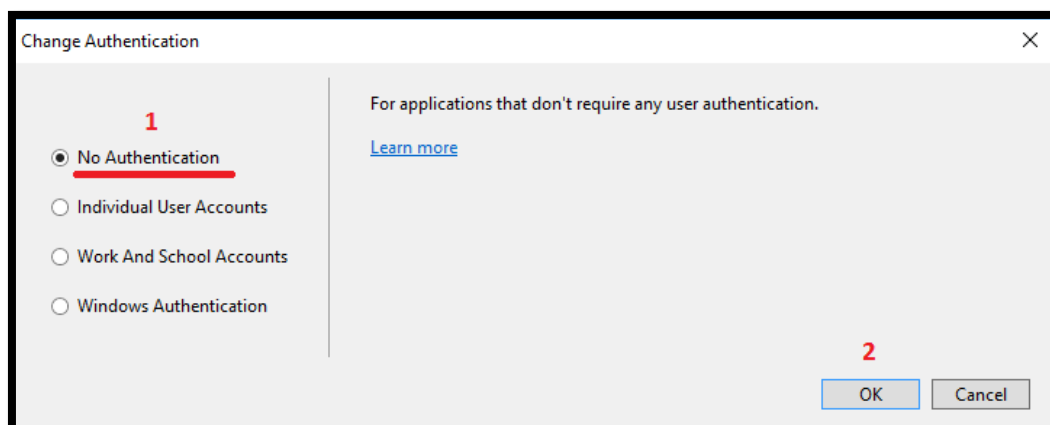 Change Authentication
1
No Authentication
Individual User Accounts
Work And School Accounts
Windows Authentication
For applications that don't require any user authentication.
Learn more
2
OK
Cancel